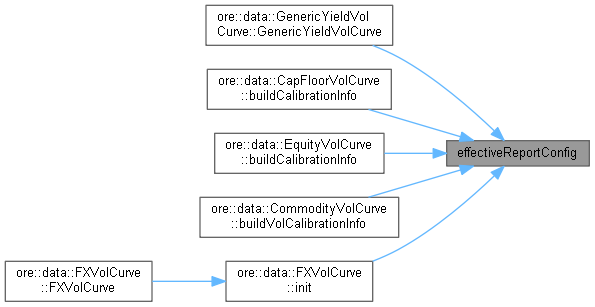 ore::data::GenericYieldVol
Curve::GenericYieldVolCurve
ore::data::CapFloorVolCurve
::buildCalibrationInfo
ore::data::EquityVolCurve
::buildCalibrationInfo
effectiveReportConfig
ore::data::CommodityVolCurve
::buildVolCalibrationInfo
ore::data::FXVolCurve
::FXVolCurve
ore::data::FXVolCurve
::init